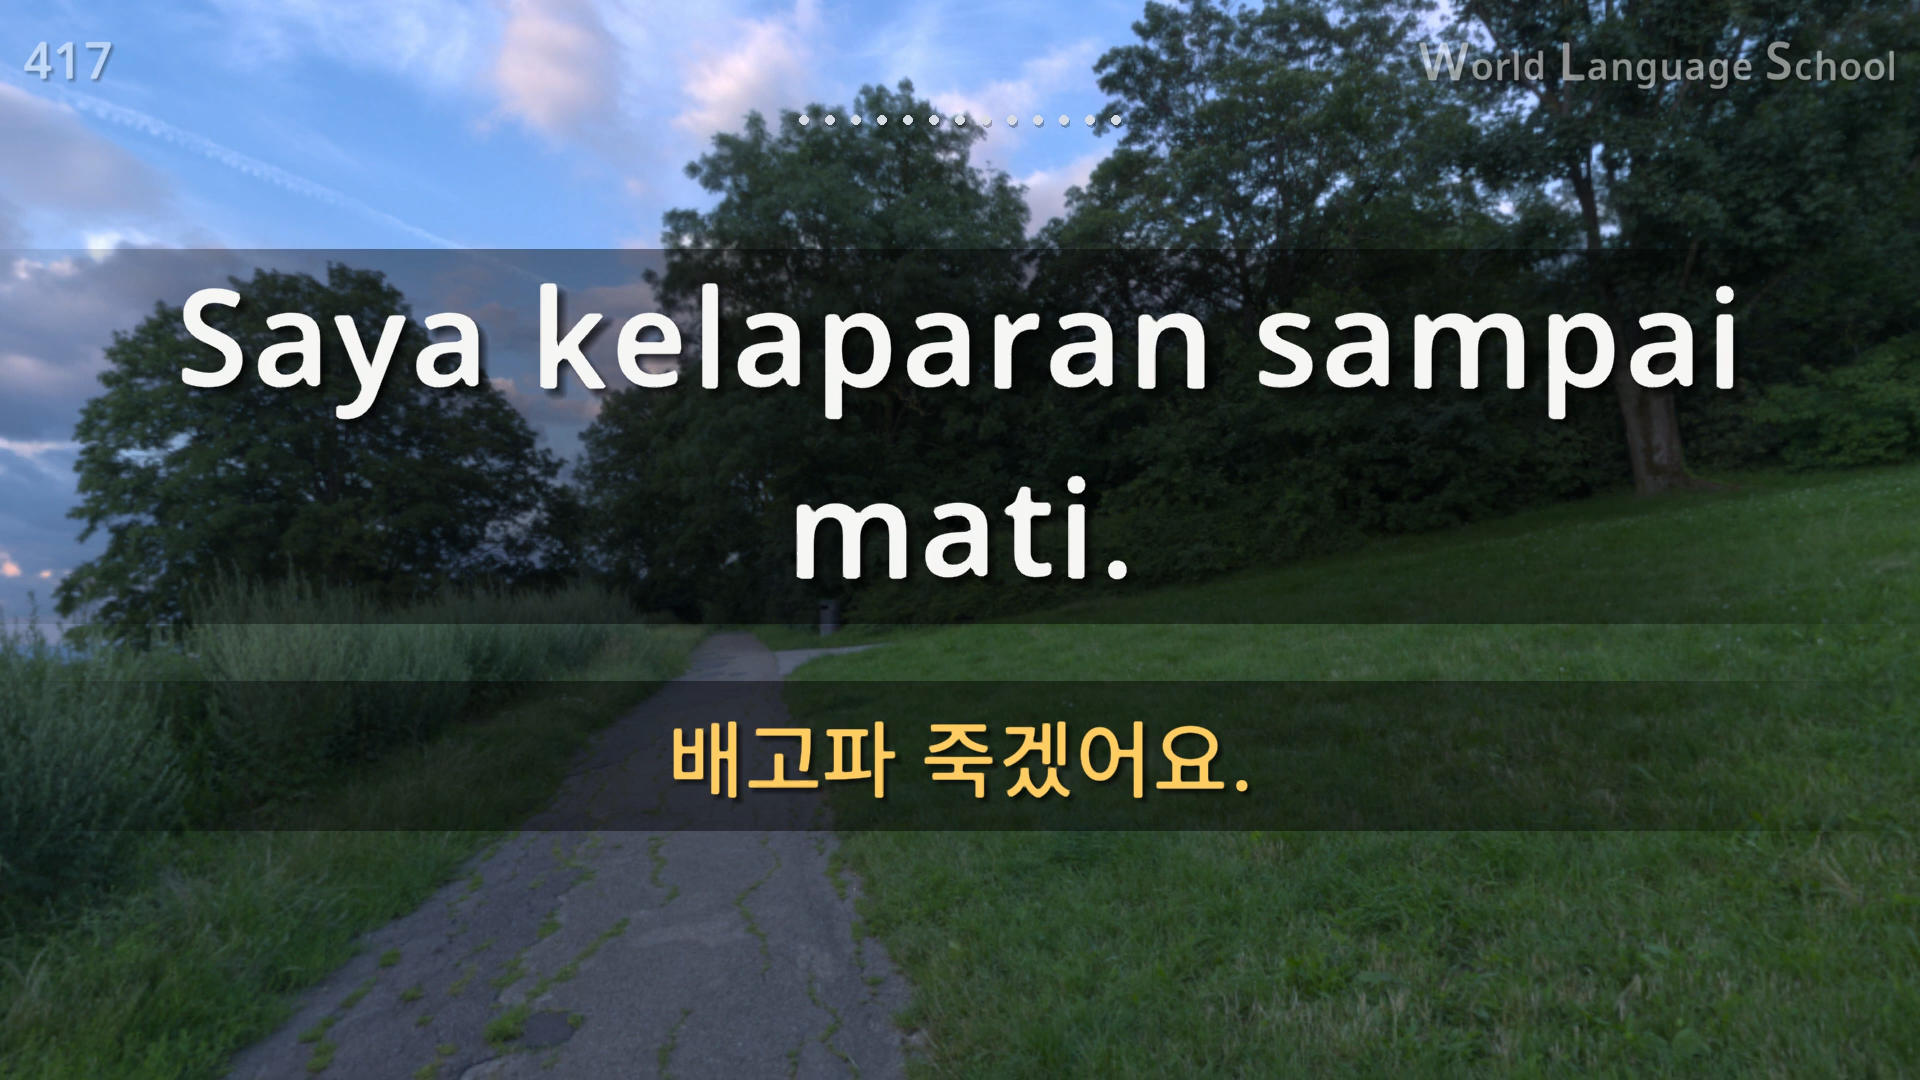 417
World Language School
Saya kelaparan sampai
mati.
배고파 죽겠어요.